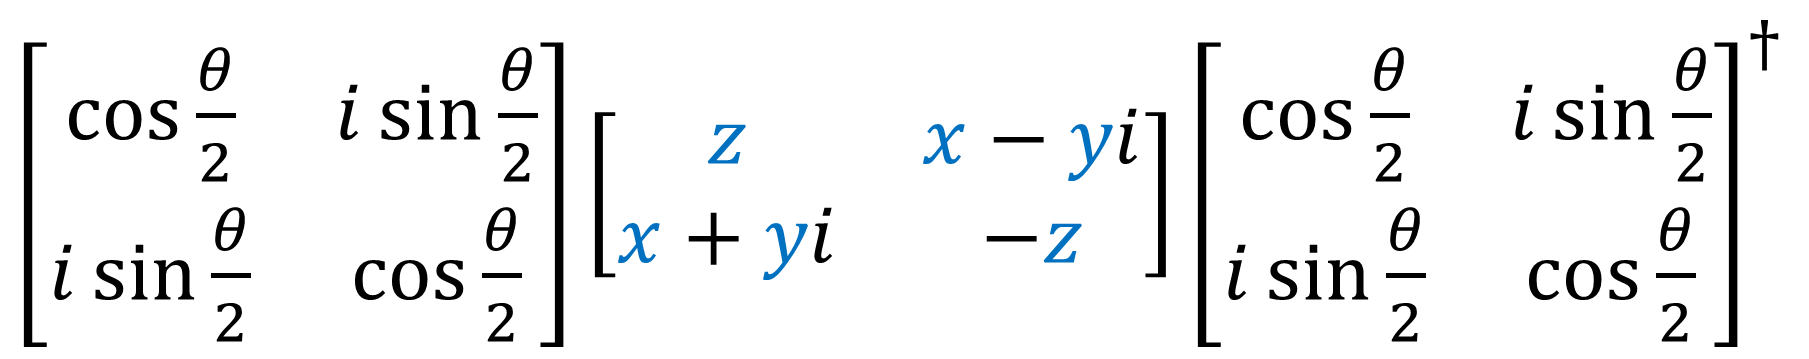 [cos θ/2 i sin θ/2] [z x − yi] [cos θ/2 i sin θ/2]†
[i sin θ/2 cos θ/2] [x + yi −z] [i sin θ/2 cos θ/2]